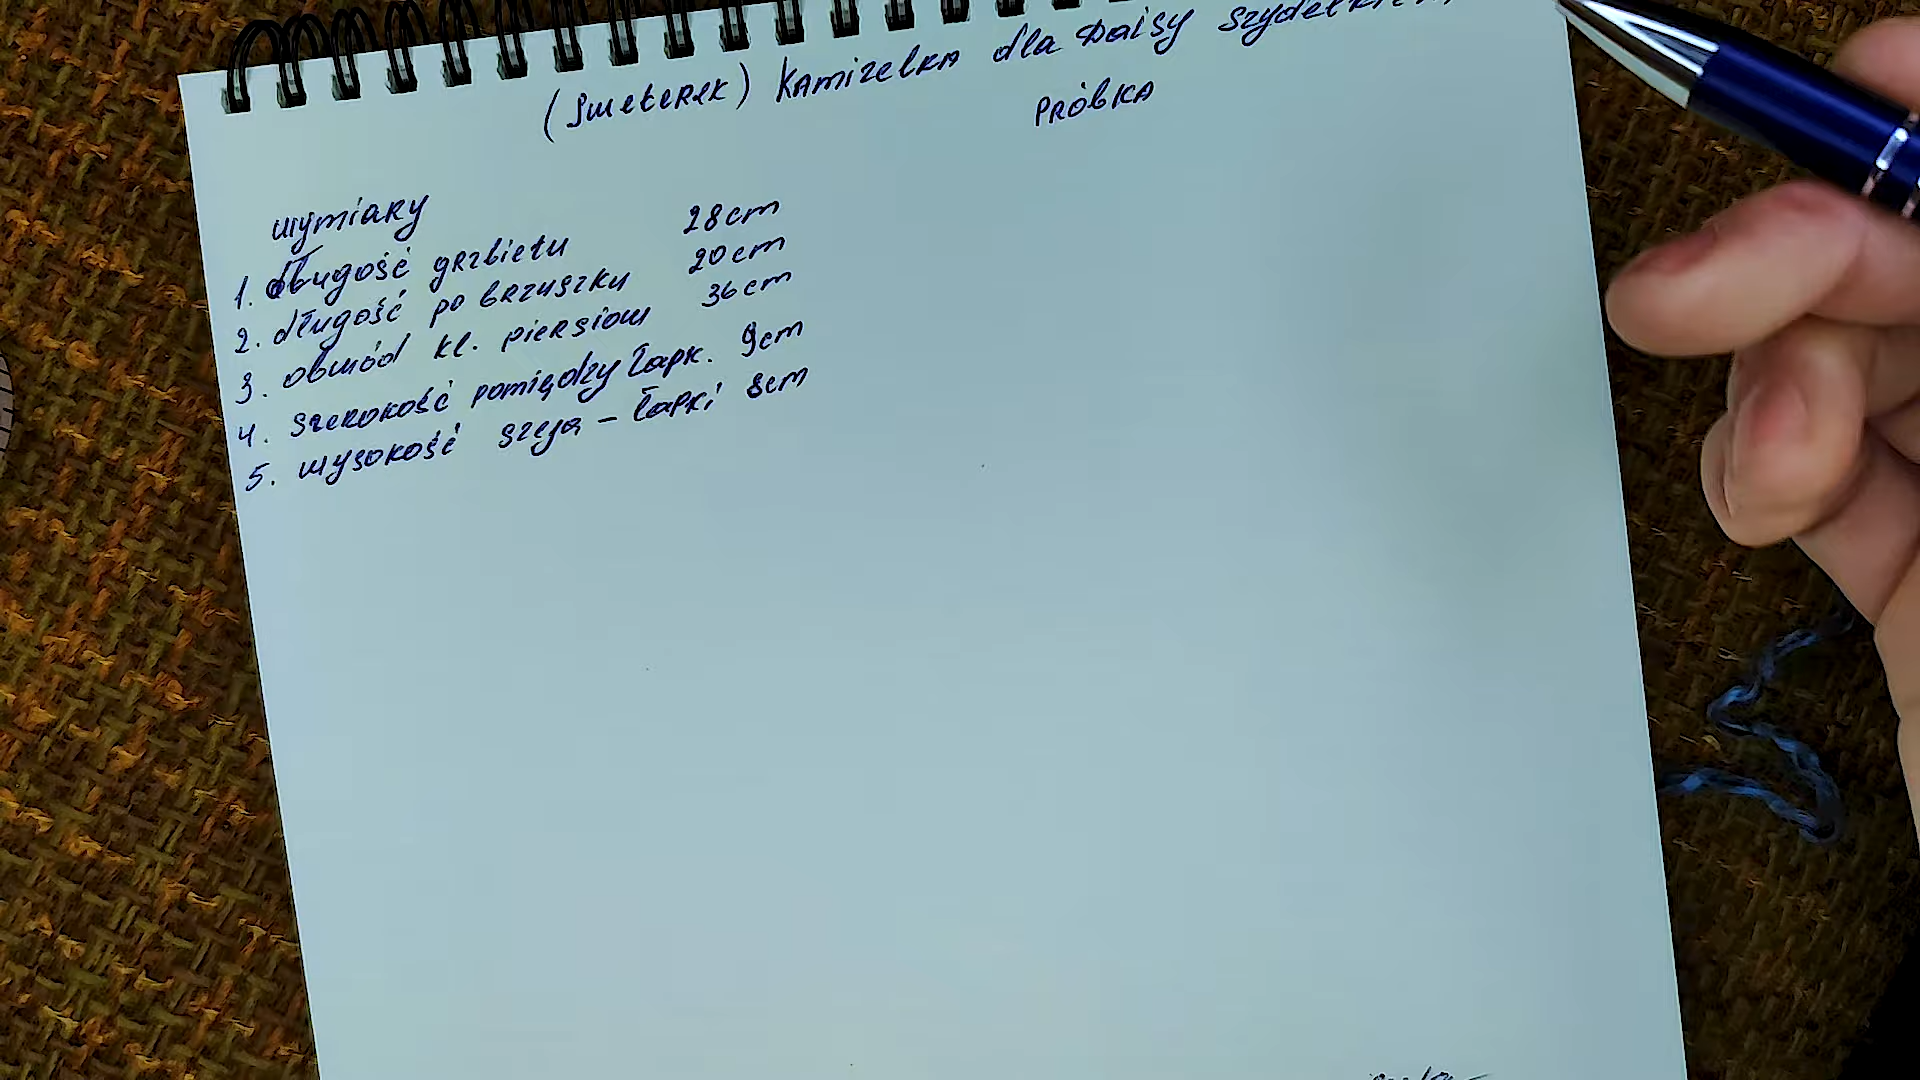 (Sweterek) Kamizelka dla Daisy
PRÓBKA
wymiary
1. długość grzbietu 28cm
2. długość po brzuszku 20cm
3. obwód kl. piersiow 36cm
4. szerokość pomiędzy łapk. 9cm
5. wysokość szyja - łapki 8cm